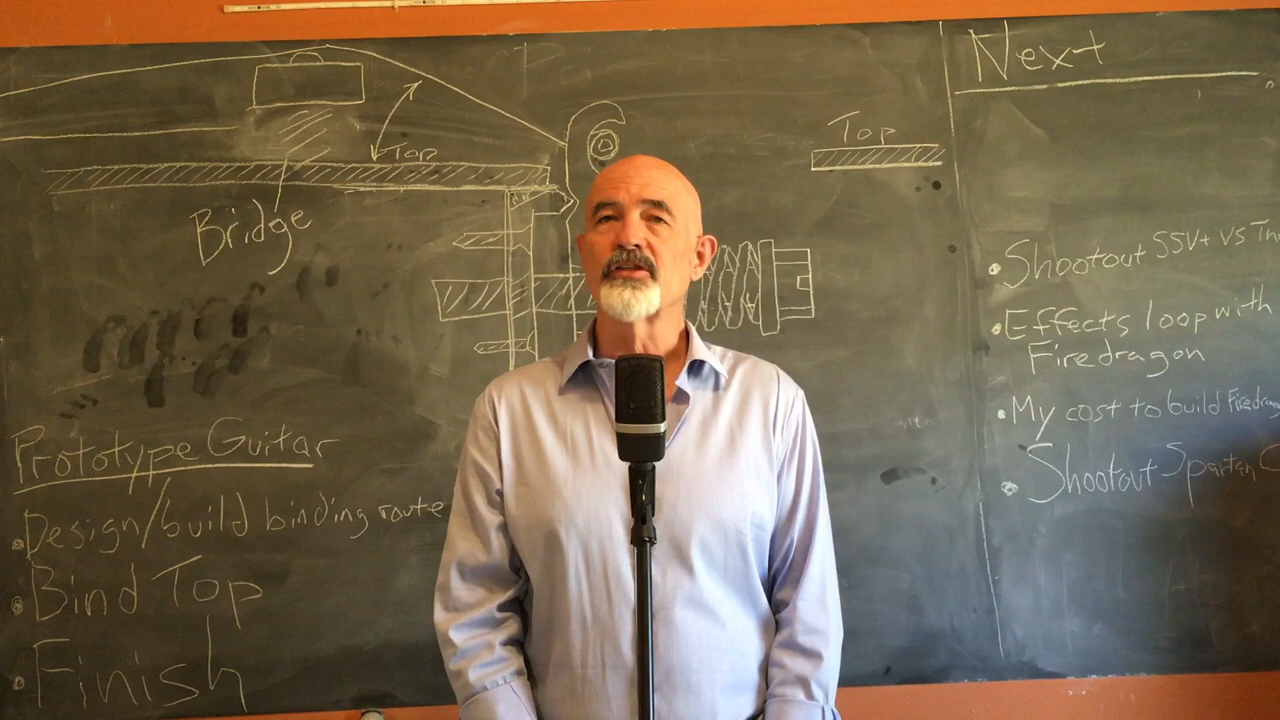 Next
Top
Top
Bridge
Shootout SSV+ vs
Effects loop with
Firedragon
My cost to build
Shootout Spartan
Prototype Guitar
Design/build binding route
Bind Top
Finish